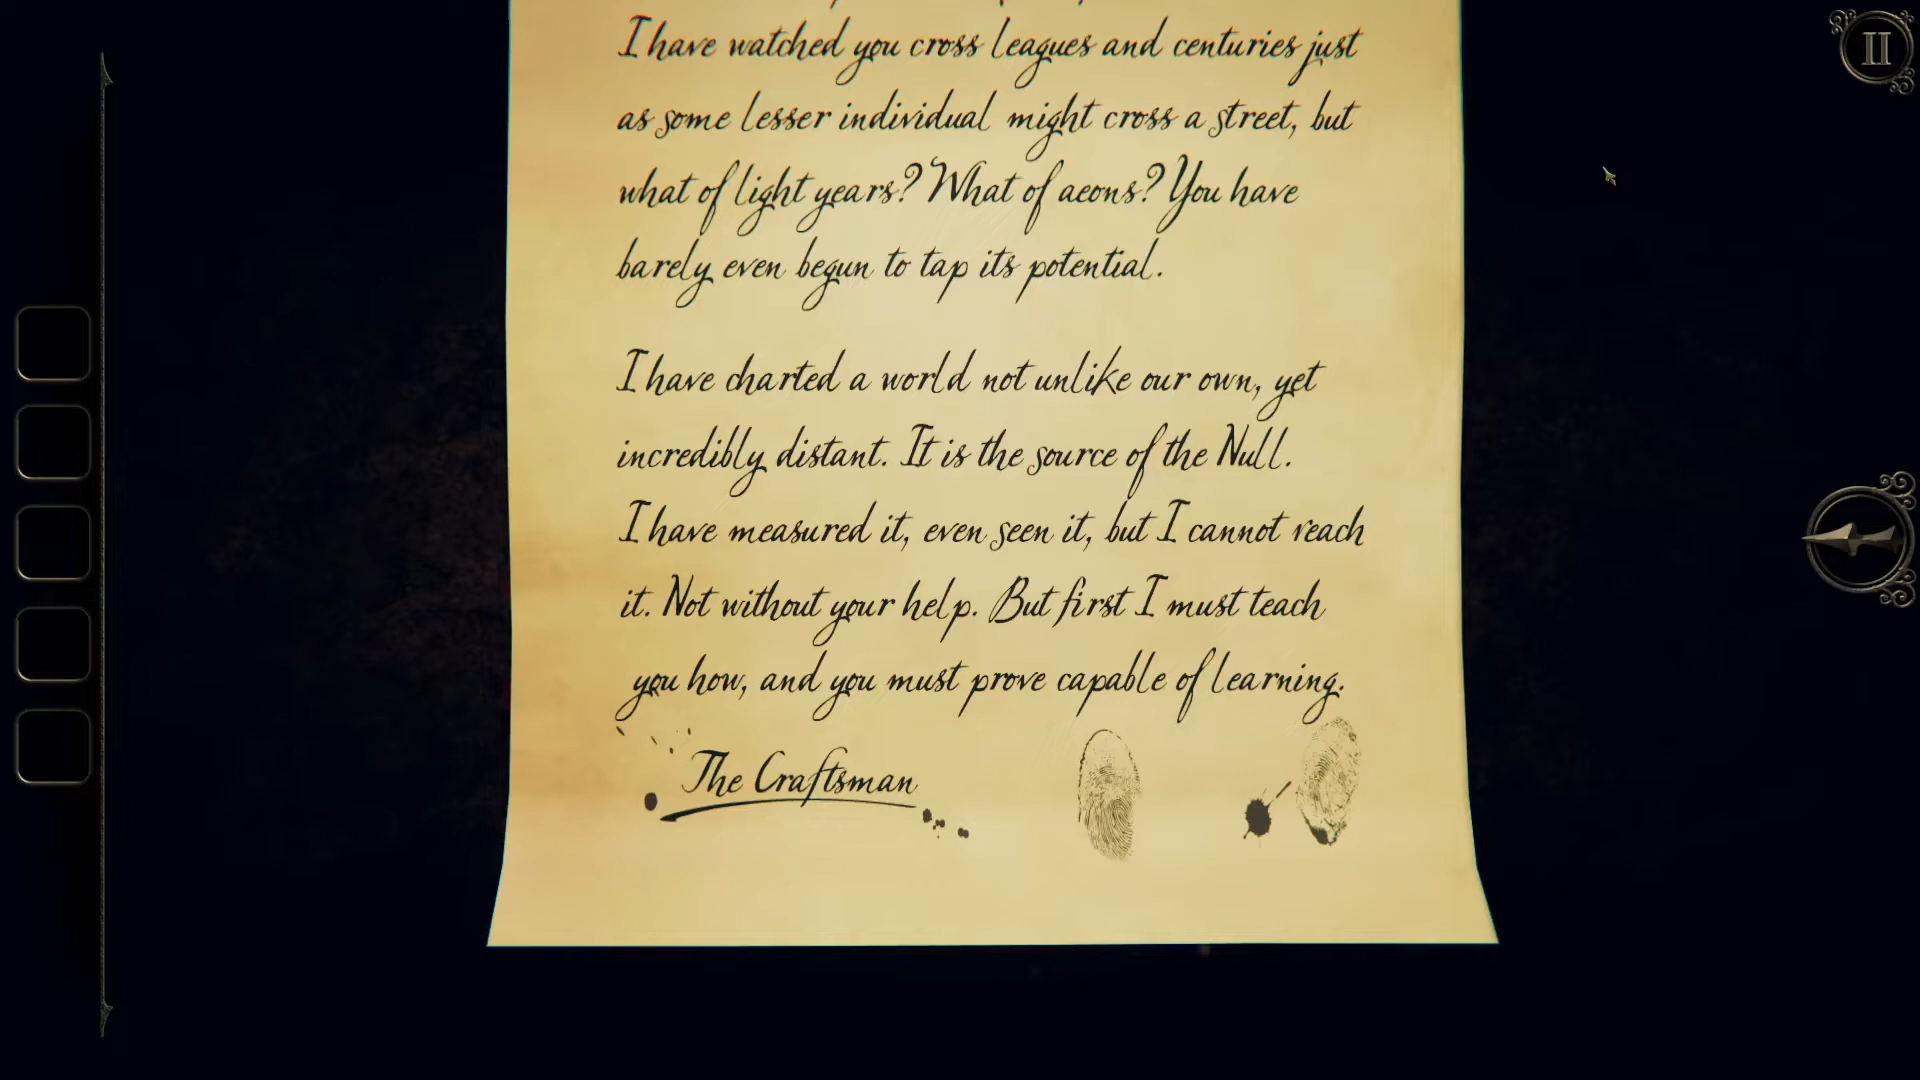 I have watched you cross leagues and centuries just
as some lesser individual might cross a street, but
what of light years? What of aeons? You have
barely even begun to tap its potential.
I have charted a world not unlike our own, yet
incredibly distant. It is the source of the Null.
I have measured it, even seen it, but I cannot reach
it. Not without your help. But first I must teach
you how, and you must prove capable of learning.
The Craftsman
II